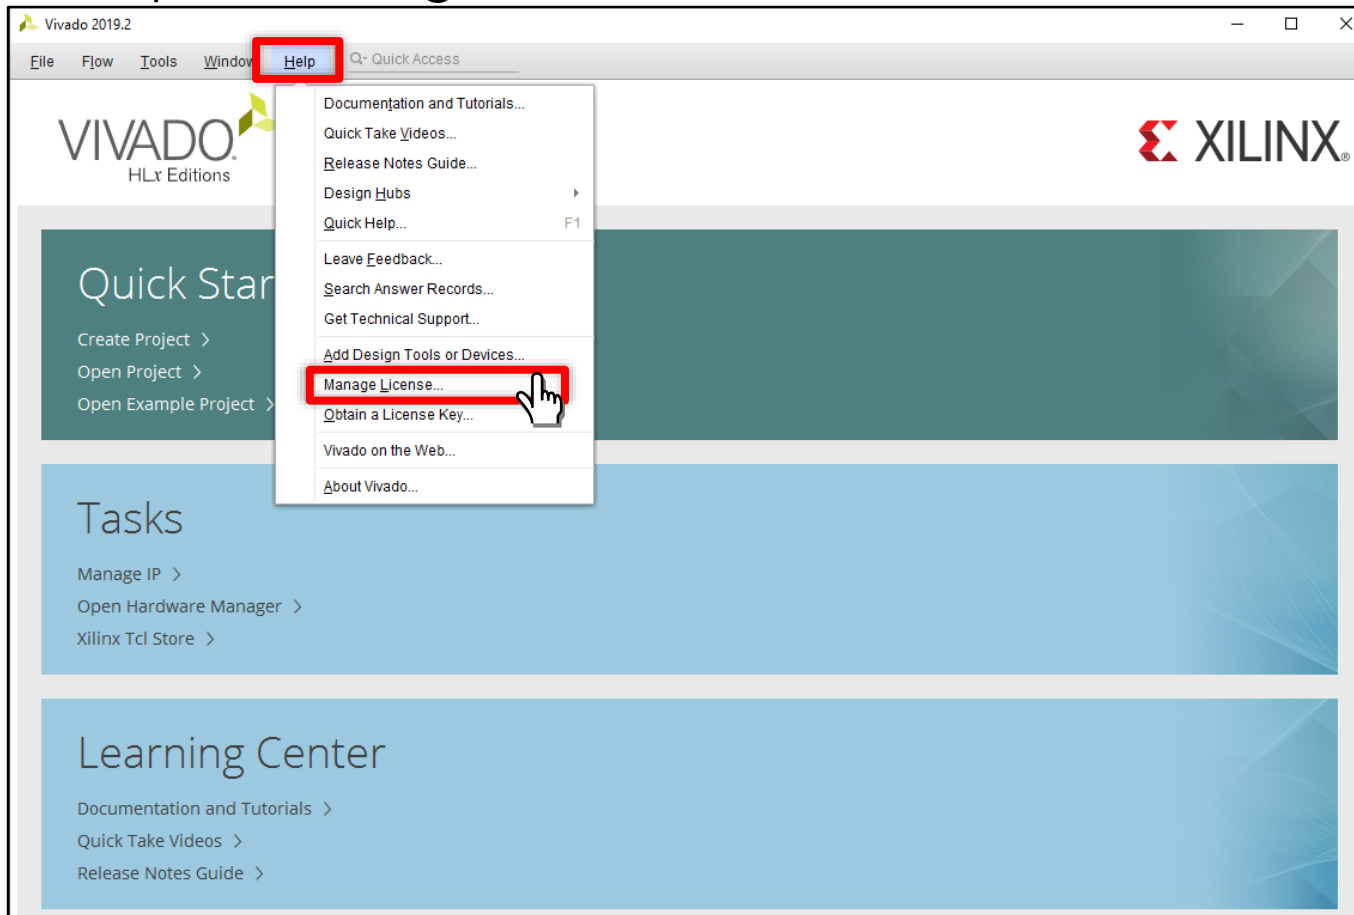 Vivado 2019.2
File Flow Tools Window Help Quick Access
Documentation and Tutorials...
Quick Take Videos...
Release Notes Guide...
Design Hubs
Quick Help... F1
Leave Feedback...
Search Answer Records...
Get Technical Support...
Add Design Tools or Devices...
Manage License...
Obtain a License Key...
Vivado on the Web...
About Vivado...
VIVADO.
HLx Editions
XILINX®
Quick Star
Create Project >
Open Project >
Open Example Project >
Tasks
Manage IP >
Open Hardware Manager >
Xilinx Tcl Store >
Learning Center
Documentation and Tutorials >
Quick Take Videos >
Release Notes Guide >